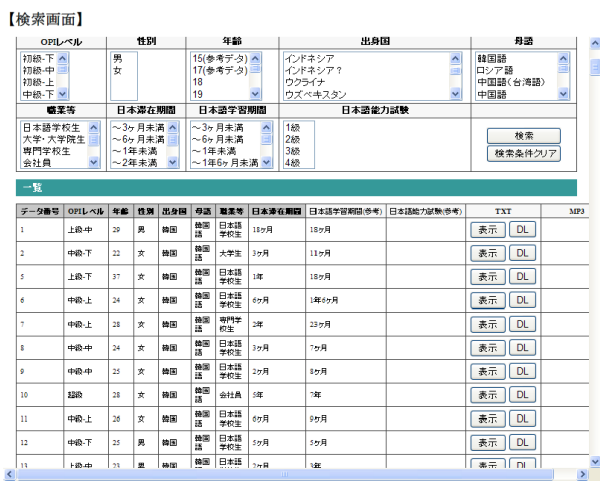 【検索画面】
OPIレベル 性別 年齢 出身国 母語
初級-下 男 15(参考データ) インドネシア 韓国語
初級-中 女 17(参考データ) インドネシア？ ロシア語
初級-上 18 ウクライナ 中国語(台湾語)
中級-下 19 ウズベキスタン 中国語
職業等 日本滞在期間 日本語学習期間 日本語能力試験
日本語学校生 ～3ヶ月未満 ～3ヶ月未満 1級
大学・大学院生 ～6ヶ月未満 ～6ヶ月未満 2級 検索
専門学校生 ～1年未満 ～1年未満 3級 検索条件クリア
会社員 ～2年未満 ～1年6ヶ月未満 4級
一覧
データ番号 OPIレベル 年齢 性別 出身国 母語 職業等 日本滞在期間 日本語学習期間(参考) 日本語能力試験(参考) TXT MP3
1 上級-中 29 男 韓国 韓国語 日本語学校生 18ヶ月 18ヶ月 表示 DL
2 中級-下 22 女 韓国 韓国語 大学生 3ヶ月 11ヶ月 表示 DL
5 上級-下 37 女 韓国 韓国語 日本語学校生 1年 18ヶ月 表示 DL
6 中級-上 24 女 韓国 韓国語 日本語学校生 6ヶ月 1年6ヶ月 表示 DL
7 中級-上 28 女 韓国 韓国語 専門学校生 2年 23ヶ月 表示 DL
8 中級-中 24 女 韓国 韓国語 日本語学校生 3ヶ月 7ヶ月 表示 DL
9 中級-中 25 女 韓国 韓国語 日本語学校生 2ヶ月 8ヶ月 表示 DL
10 超級 28 女 韓国 韓国語 会社員 5年 7年 表示 DL
11 中級-上 26 女 韓国 韓国語 日本語学校生 6ヶ月 9ヶ月 表示 DL
12 中級-下 25 男 韓国 韓国語 日本語学校生 5ヶ月 5ヶ月 表示 DL
13 上級-中 23 男 韓国 韓国語 日本語学校生 2ヶ月 3年 表示 DL